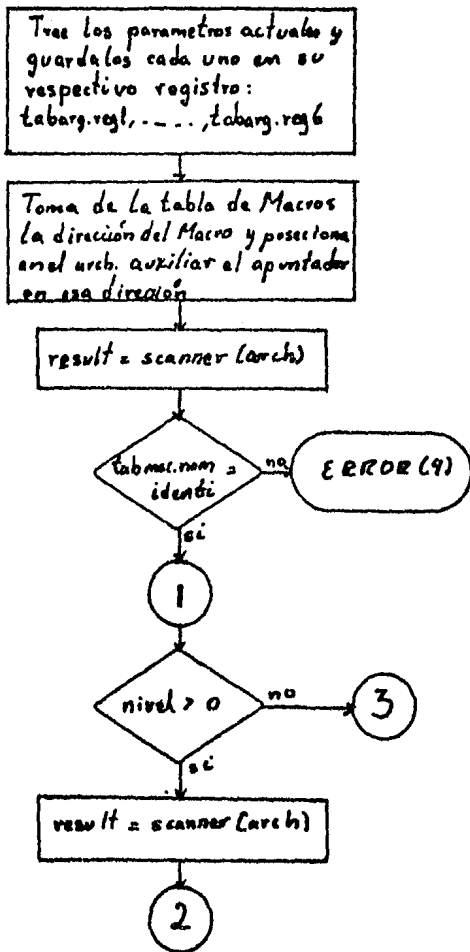 Trae los parametros actuales y
guardalos cada uno en su
respectivo registro:
tabarg.reg1, - - - -, tabarg.reg6
Toma de la tabla de Macros
la dirección del Macro y poseciona
en el arch. auxiliar el apuntador
en esa direción
result = scanner (arch)
tabmac.nom =
identi
no
ERROR (9)
si
1
nivel > 0
no
3
si
result = scanner (arch)
2